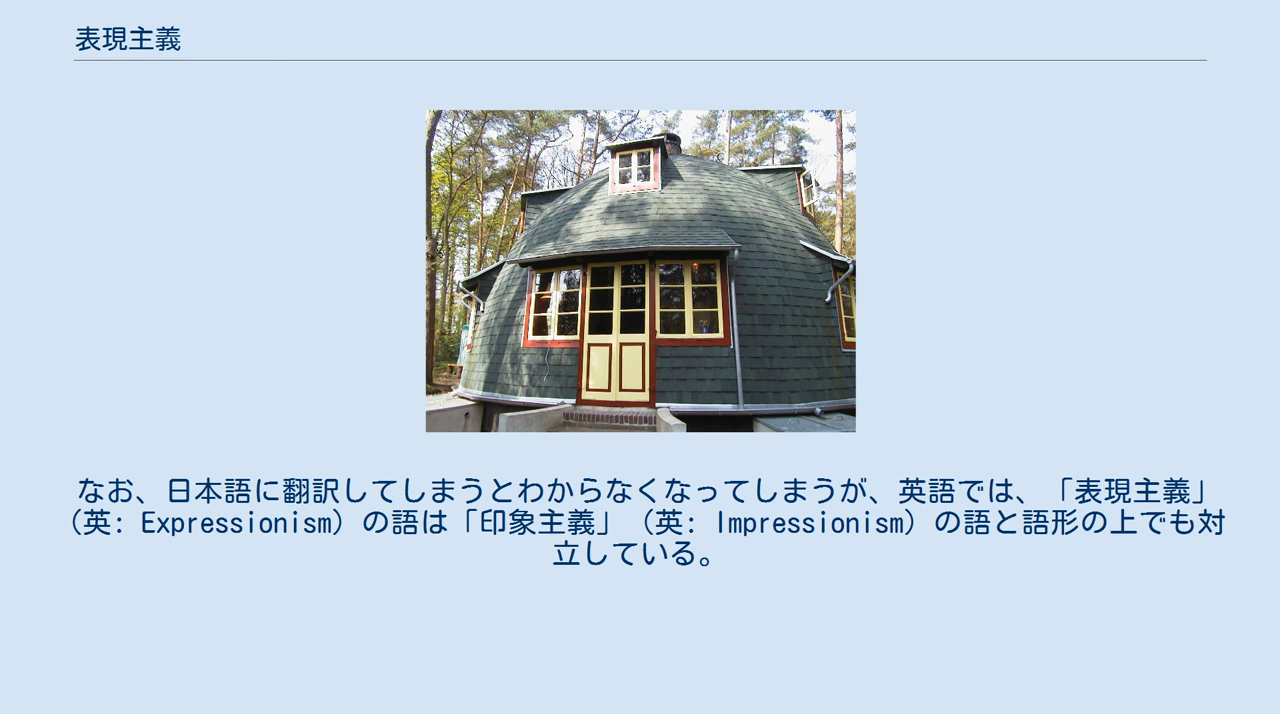 表現主義
なお、日本語に翻訳してしまうとわからなくなってしまうが、英語では、「表現主義」
（英: Expressionism）の語は「印象主義」（英: Impressionism）の語と語形の上でも対
立している。